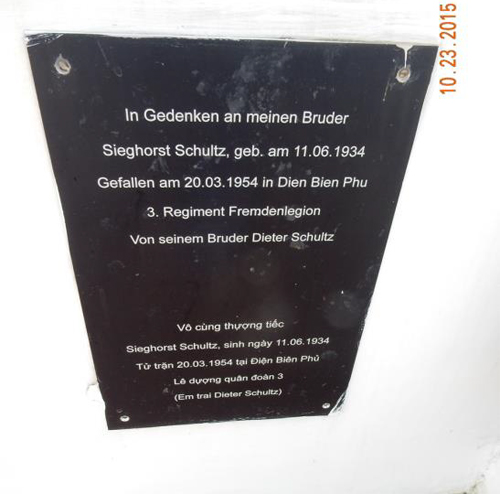 In Gedenken an meinen Bruder
Sieghorst Schultz, geb. am 11.06.1934
Gefallen am 20.03.1954 in Dien Bien Phu
3. Regiment Fremdenlegion
Von seinem Bruder Dieter Schultz
Vô cùng thượng tiếc
Sieghorst Schultz, sinh ngày 11.06.1934
Tử trận 20.03.1954 tại Điện Biên Phủ
Lê dượng quân đoàn 3
(Em trai Dieter Schultz)
10.23.2015